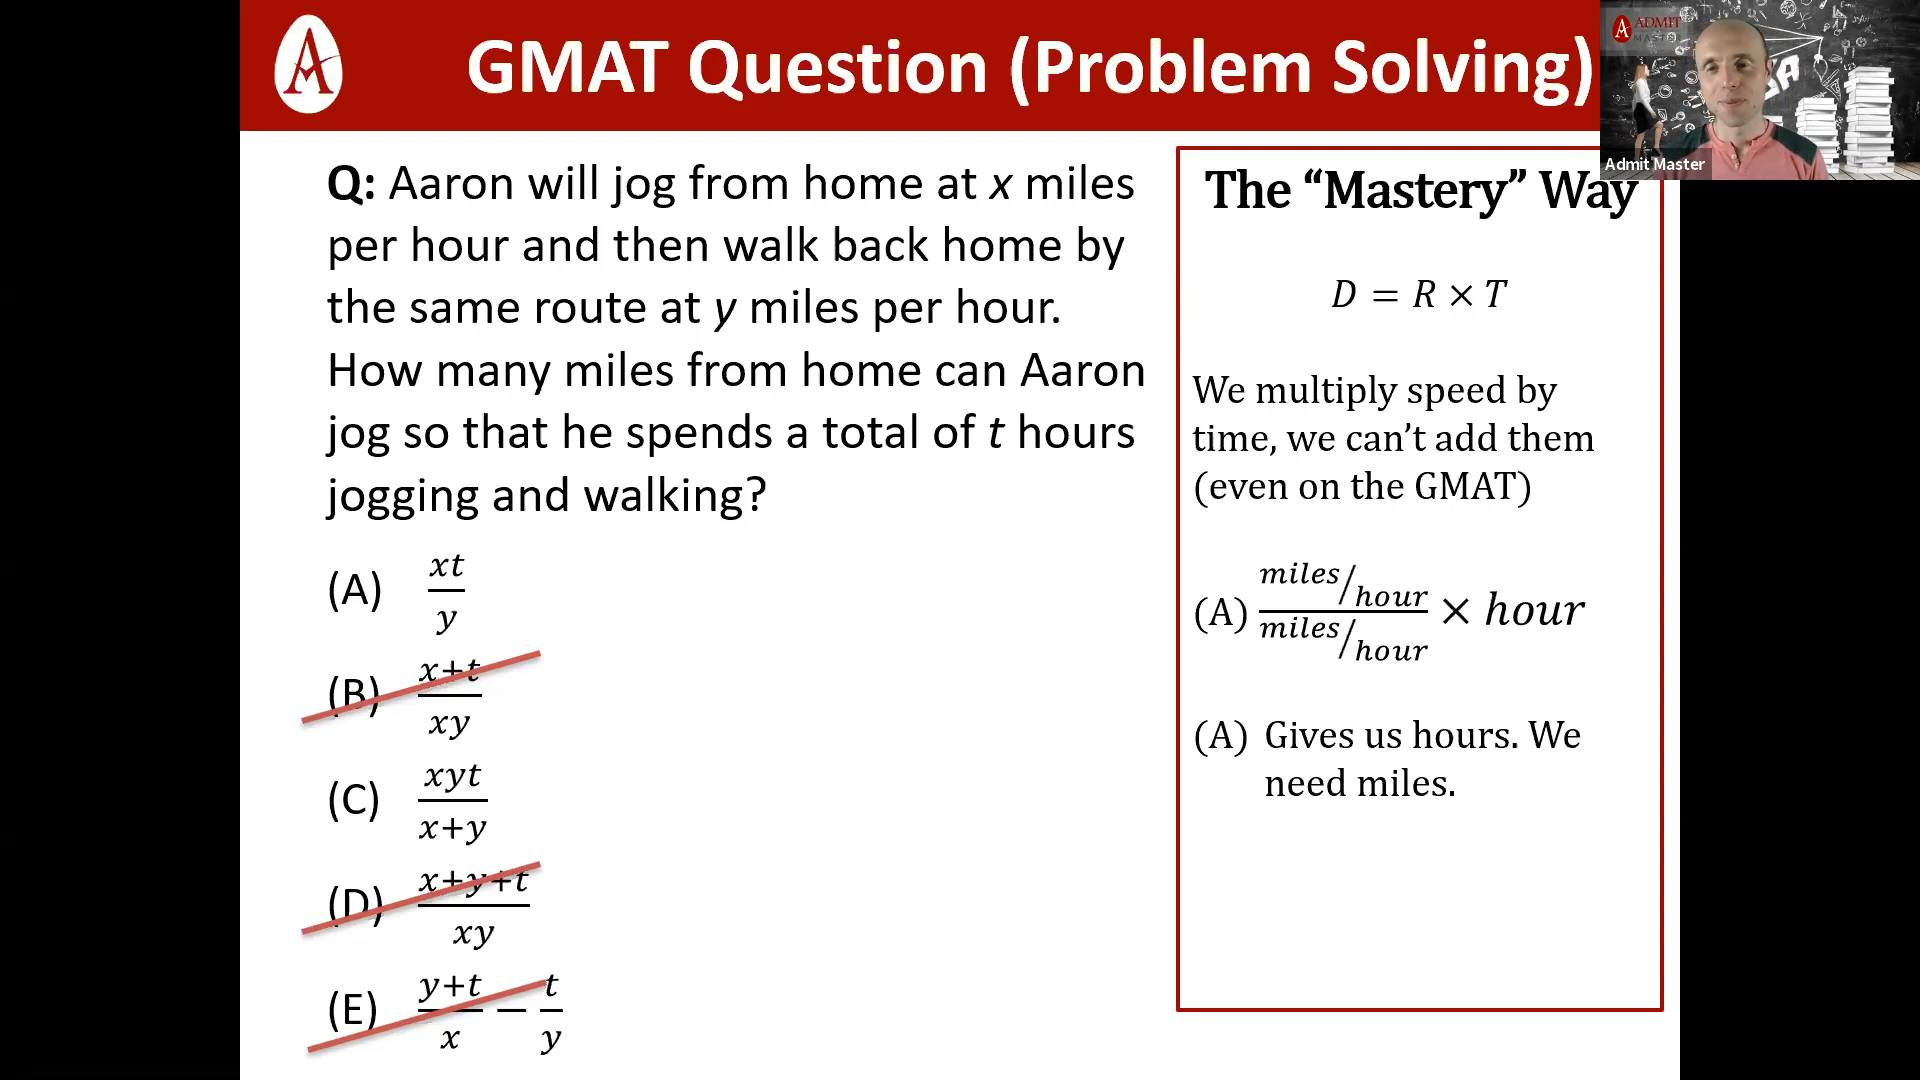 GMAT Question (Problem Solving)
ADMIT
MASTER
Admit Master
Q: Aaron will jog from home at x miles
per hour and then walk back home by
the same route at y miles per hour.
How many miles from home can Aaron
jog so that he spends a total of t hours
jogging and walking?
(A) xt/y
(B) x+t/xy
(C) xyt/x+y
(D) x+y+t/xy
(E) y+t/x − t/y
The “Mastery” Way
D = R × T
We multiply speed by
time, we can’t add them
(even on the GMAT)
(A) miles/hour / miles/hour × hour
(A) Gives us hours. We
need miles.